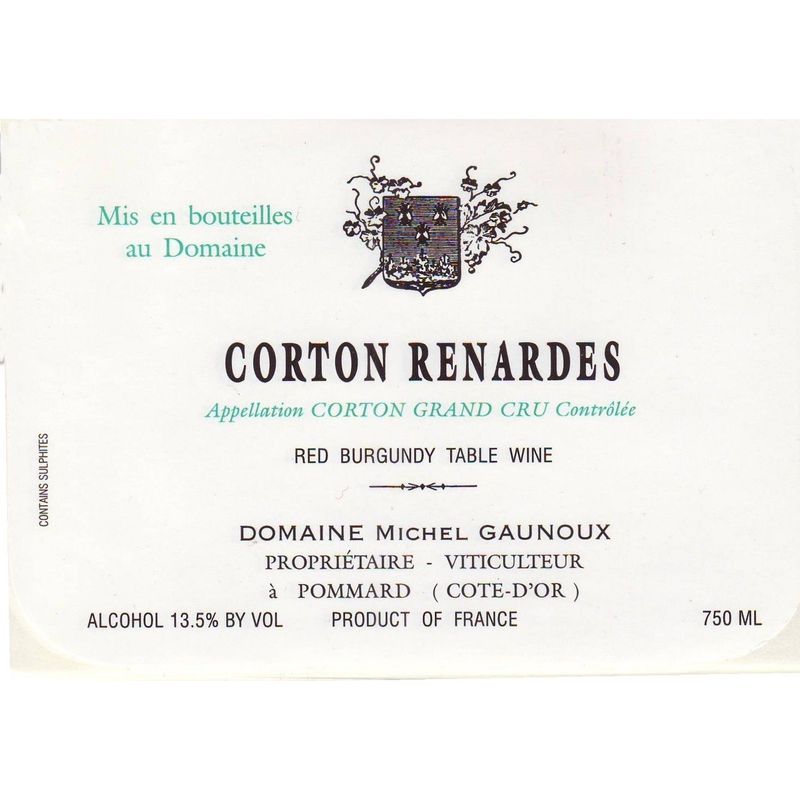 Mis en bouteilles
au Domaine
CORTON RENARDES
Appellation CORTON GRAND CRU Contrôlée
RED BURGUNDY TABLE WINE
CONTAINS SULPHITES
DOMAINE MICHEL GAUNOUX
PROPRIÉTAIRE - VITICULTEUR
à POMMARD ( COTE-D'OR )
ALCOHOL 13.5% BY VOL PRODUCT OF FRANCE 750 ML